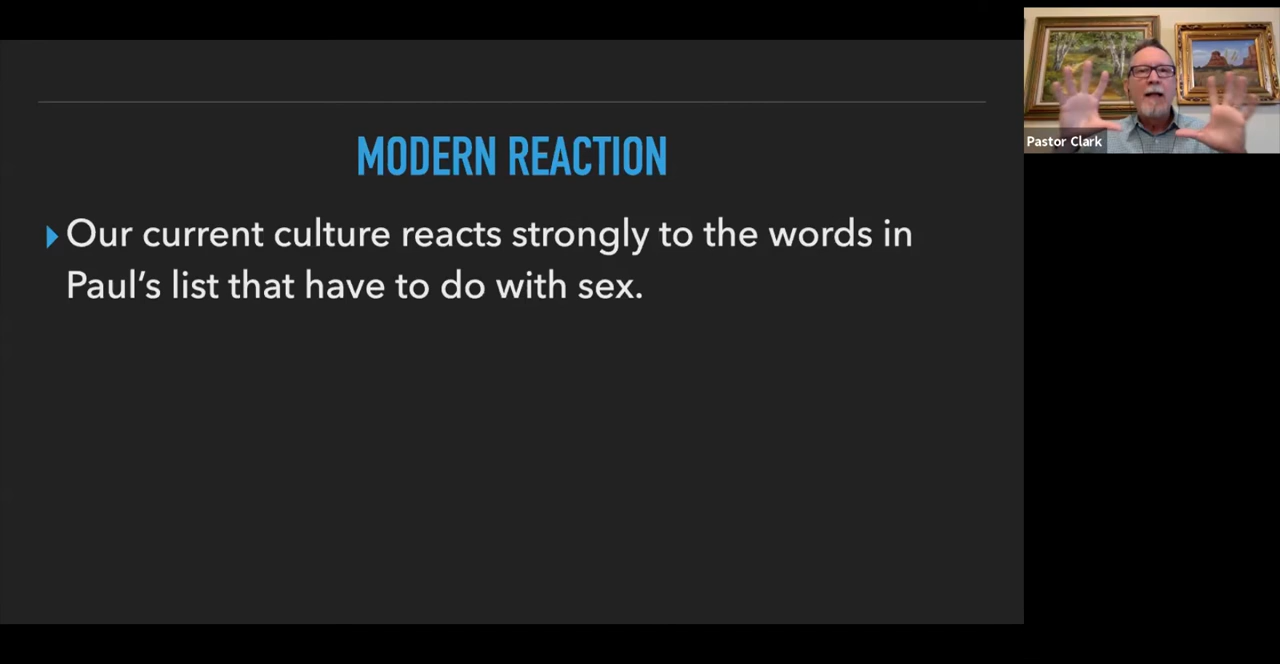 MODERN REACTION
Our current culture reacts strongly to the words in
Paul’s list that have to do with sex.
Pastor Clark